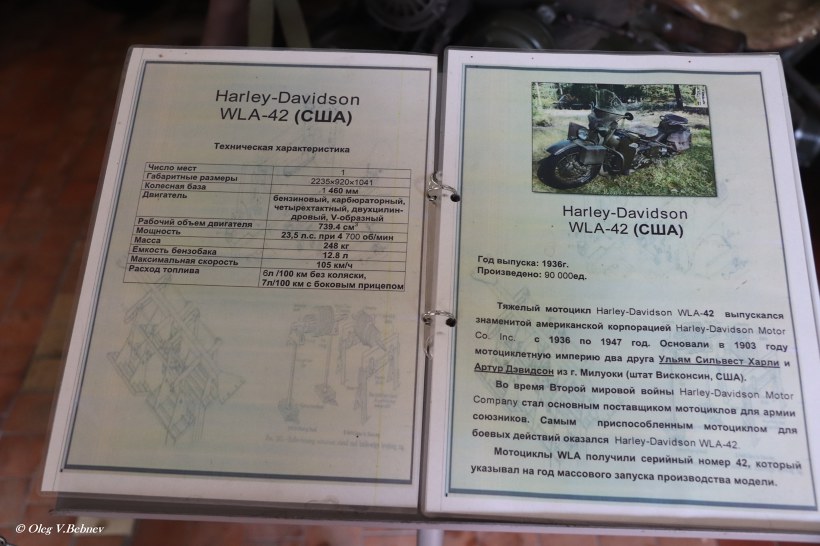 Harley-Davidson
WLA-42 (США)
Техническая характеристика
Число мест 1
Габаритные размеры 2235×920×1041
Колесная база 1 460 мм
Двигатель бензиновый, карбюраторный,
четырехтактный, двухцилин-
дровый, V-образный
Рабочий объем двигателя 739.4 см³
Мощность 23,5 л.с. при 4 700 об/мин
Масса 248 кг
Емкость бензобака 12.8 л
Максимальная скорость 105 км/ч
Расход топлива 6л /100 км без коляски,
7л/100 км с боковым прицепом
Harley-Davidson
WLA-42 (США)
Год выпуска: 1936г.
Произведено: 90 000ед.
Тяжелый мотоцикл Harley-Davidson WLA-42 выпускался
знаменитой американской корпорацией Harley-Davidson Motor
Co. Inc. с 1936 по 1947 год. Основали в 1903 году
мотоциклетную империю два друга Ульям Сильвест Харли и
Артур Дэвидсон из г. Милуоки (штат Висконсин, США).
Во время Второй мировой войны Harley-Davidson Motor
Company стал основным поставщиком мотоциклов для армии
союзников. Самым приспособленным мотоциклом для
боевых действий оказался Harley-Davidson WLA-42.
Мотоциклы WLA получили серийный номер 42, который
указывал на год массового запуска производства модели.
© Oleg V.Bebnev